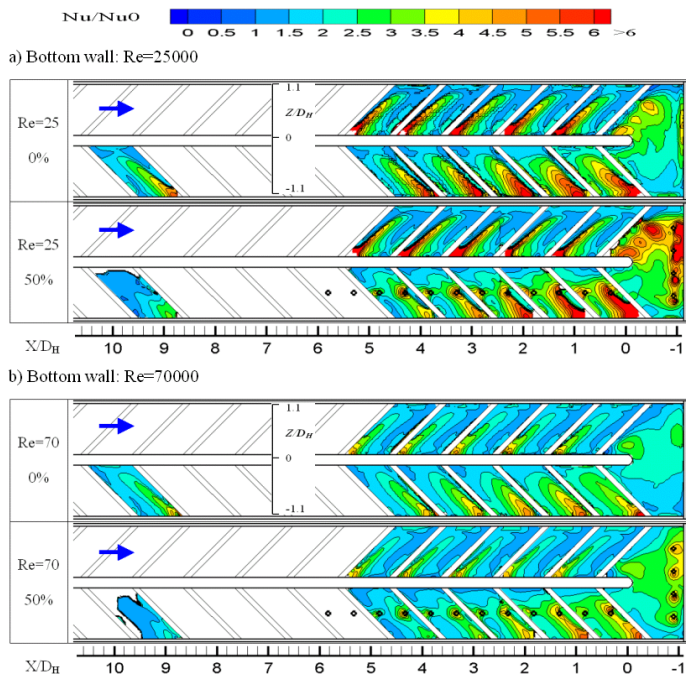 Nu/Nu0
0 0.5 1 1.5 2 2.5 3 3.5 4 4.5 5 5.5 6 >6
a) Bottom wall: Re=25000
Re=25
0%
1.1
Z/DH
0
-1.1
Re=25
50%
X/DH 10 9 8 7 6 5 4 3 2 1 0 -1
b) Bottom wall: Re=70000
Re=70
0%
1.1
Z/DH
0
-1.1
Re=70
50%
X/DH 10 9 8 7 6 5 4 3 2 1 0 -1